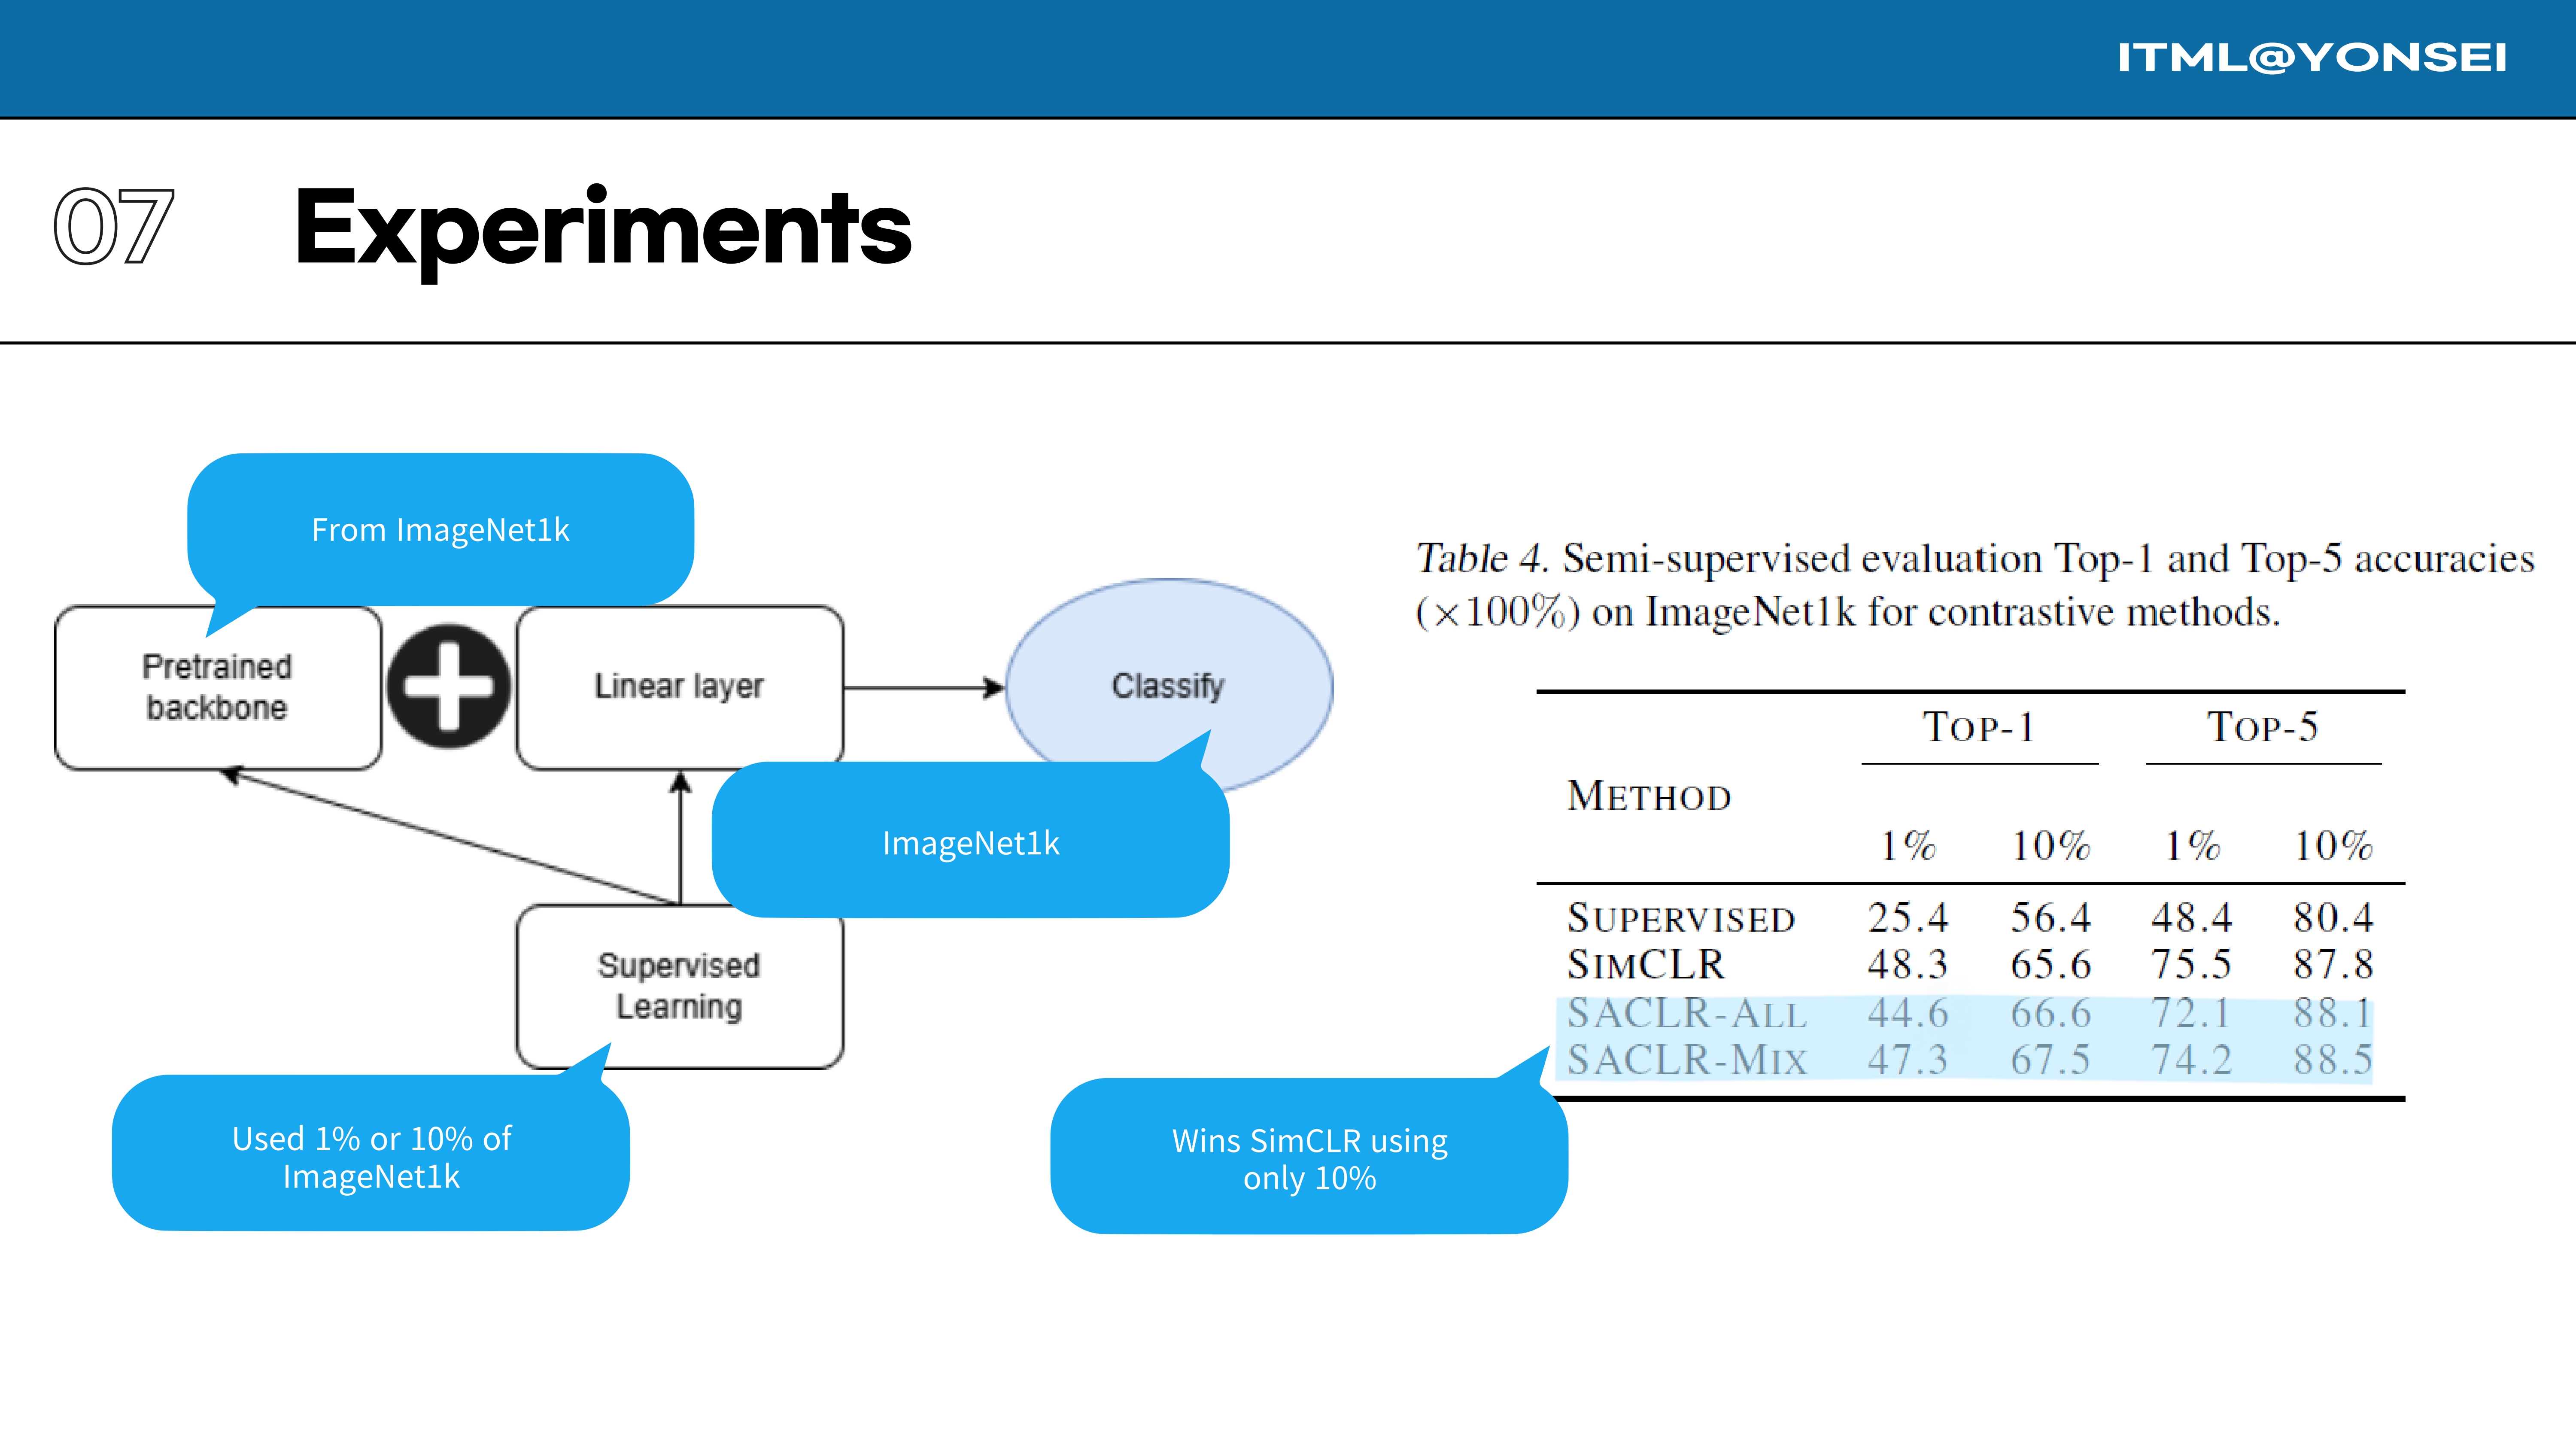 ITML@YONSEI
07 Experiments
From ImageNet1k
Pretrained
backbone
Linear layer
Classify
ImageNet1k
Supervised
Learning
Used 1% or 10% of
ImageNet1k
Table 4. Semi-supervised evaluation Top-1 and Top-5 accuracies
(×100%) on ImageNet1k for contrastive methods.
TOP-1 TOP-5
METHOD
1% 10% 1% 10%
SUPERVISED 25.4 56.4 48.4 80.4
SIMCLR 48.3 65.6 75.5 87.8
SACLR-ALL 44.6 66.6 72.1 88.1
SACLR-MIX 47.3 67.5 74.2 88.5
Wins SimCLR using
only 10%